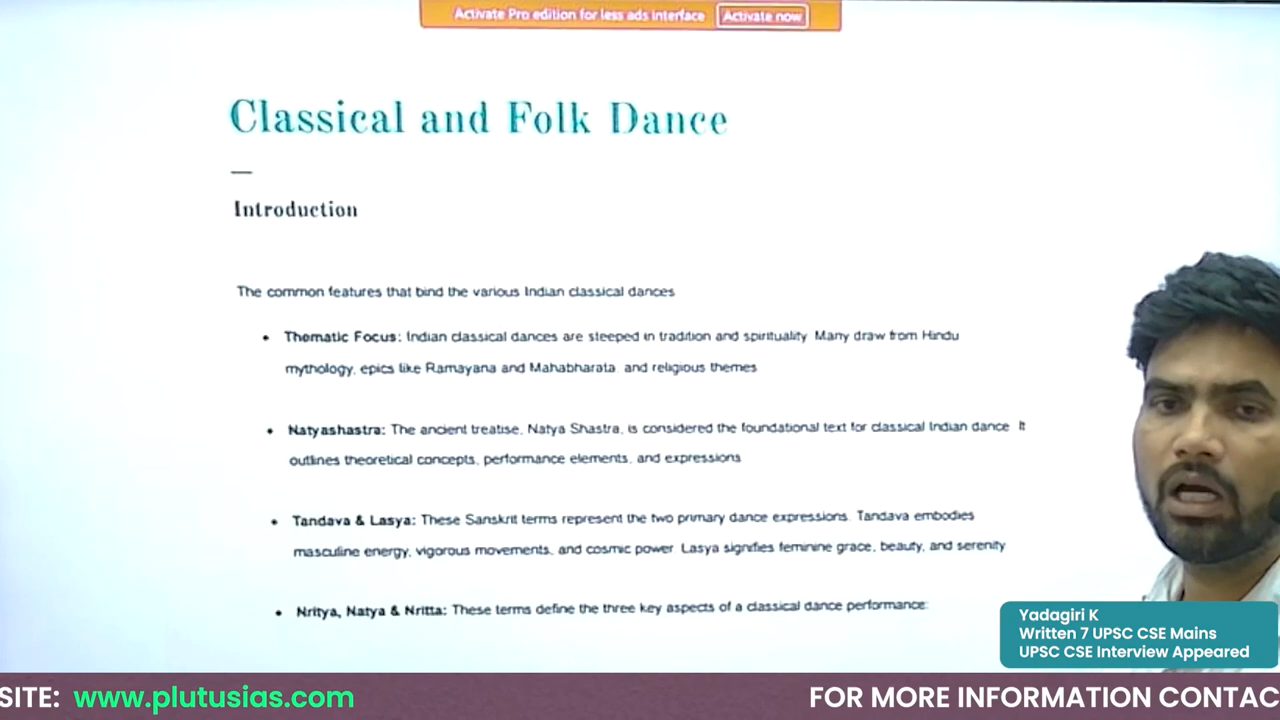 Activate Pro edition for less ads interface Activate now
Classical and Folk Dance
—
Introduction
The common features that bind the various Indian classical dances
• Thematic Focus: Indian classical dances are steeped in tradition and spirituality. Many draw from Hindu
mythology, epics like Ramayana and Mahabharata, and religious themes
• Natyashastra: The ancient treatise, Natya Shastra, is considered the foundational text for classical Indian dance. It
outlines theoretical concepts, performance elements, and expressions
• Tandava & Lasya: These Sanskrit terms represent the two primary dance expressions. Tandava embodies
masculine energy, vigorous movements, and cosmic power. Lasya signifies feminine grace, beauty, and serenity
• Nritya, Natya & Nritta: These terms define the three key aspects of a classical dance performance:
Yadagiri K
Written 7 UPSC CSE Mains
UPSC CSE Interview Appeared
SITE: www.plutusias.com FOR MORE INFORMATION CONTAC